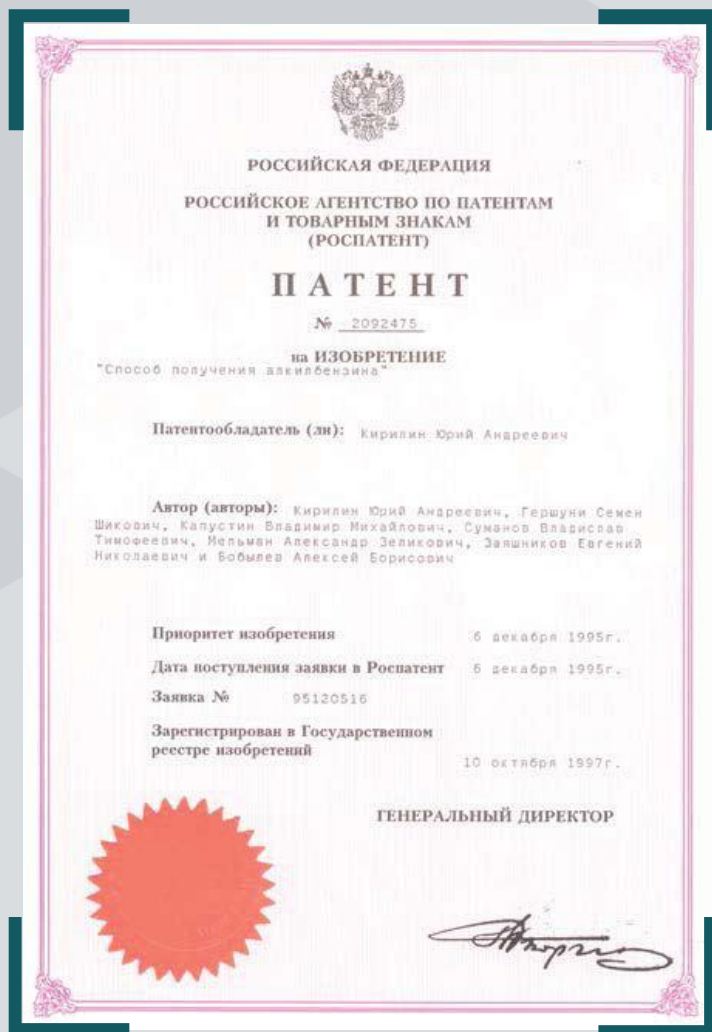 РОССИЙСКАЯ ФЕДЕРАЦИЯ
РОССИЙСКОЕ АГЕНТСТВО ПО ПАТЕНТАМ
И ТОВАРНЫМ ЗНАКАМ
(РОСПАТЕНТ)
ПАТЕНТ
№ 2092475
на ИЗОБРЕТЕНИЕ
"Способ получения алкилбензина"
Патентообладатель (ли): Кирилин Юрий Андреевич
Автор (авторы): Кирилин Юрий Андреевич, Гершуни Семен
Шикович, Капустин Владимир Михайлович, Суманов Владислав
Тимофеевич, Мельман Александр Зеликович, Заяшников Евгений
Николаевич и Бобылев Алексей Борисович
Приоритет изобретения 6 декабря 1995г.
Дата поступления заявки в Роспатент 6 декабря 1995г.
Заявка № 95120516
Зарегистрирован в Государственном
реестре изобретений
10 октября 1997г.
ГЕНЕРАЛЬНЫЙ ДИРЕКТОР